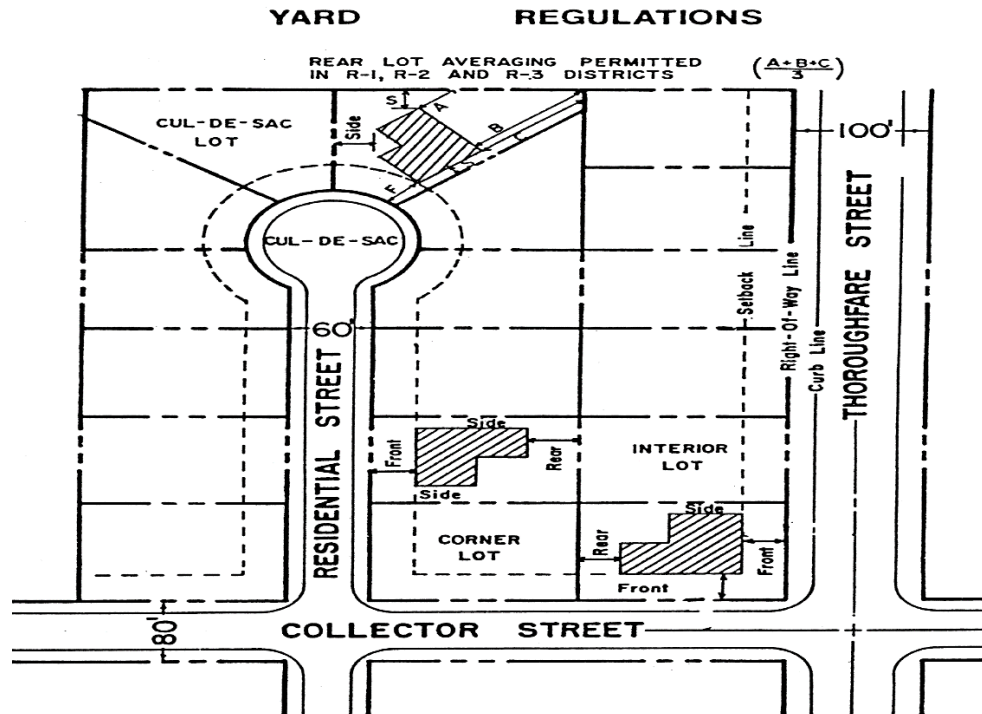 YARD REGULATIONS
REAR LOT AVERAGING PERMITTED
IN R-1, R-2 AND R-3 DISTRICTS
(A+B+C/3)
S
A
B
C
CUL-DE-SAC
LOT
Side
F
100'
CUL-DE-SAC
Setback Line
Right-Of-Way Line
Curb Line
THOROUGHFARE STREET
60'
RESIDENTIAL STREET
Side
Front
Rear
Side
INTERIOR
LOT
CORNER
LOT
Side
Rear
Front
Front
80'
COLLECTOR STREET